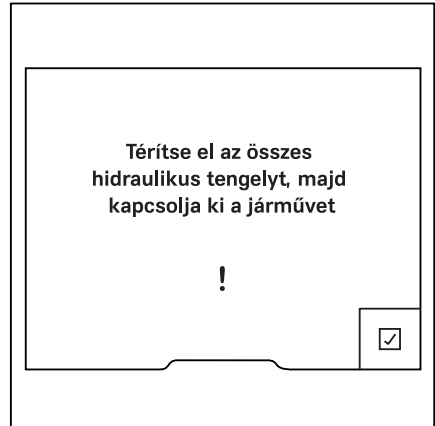 Térítse el az összes
hidraulikus tengelyt, majd
kapcsolja ki a járművet
!